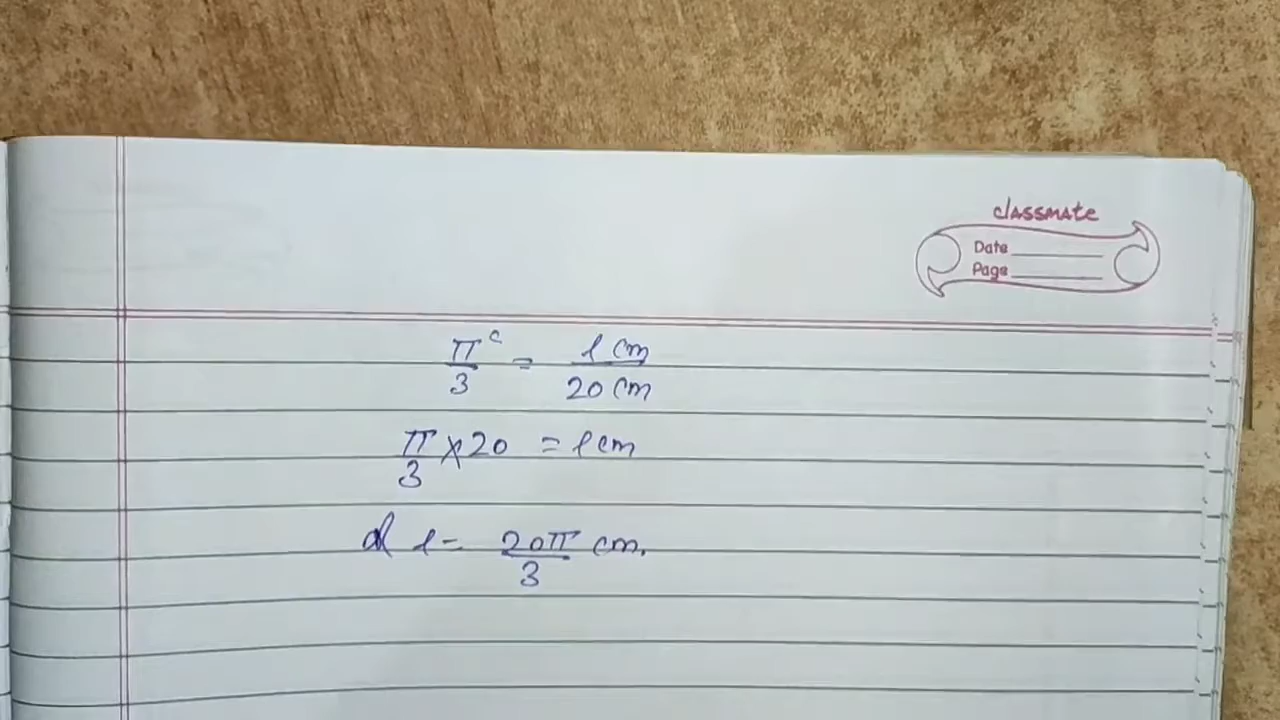 classmate
Date
Page
π/3 ᶜ = l cm / 20 cm
π/3 × 20 = l cm
l = 20π/3 cm.